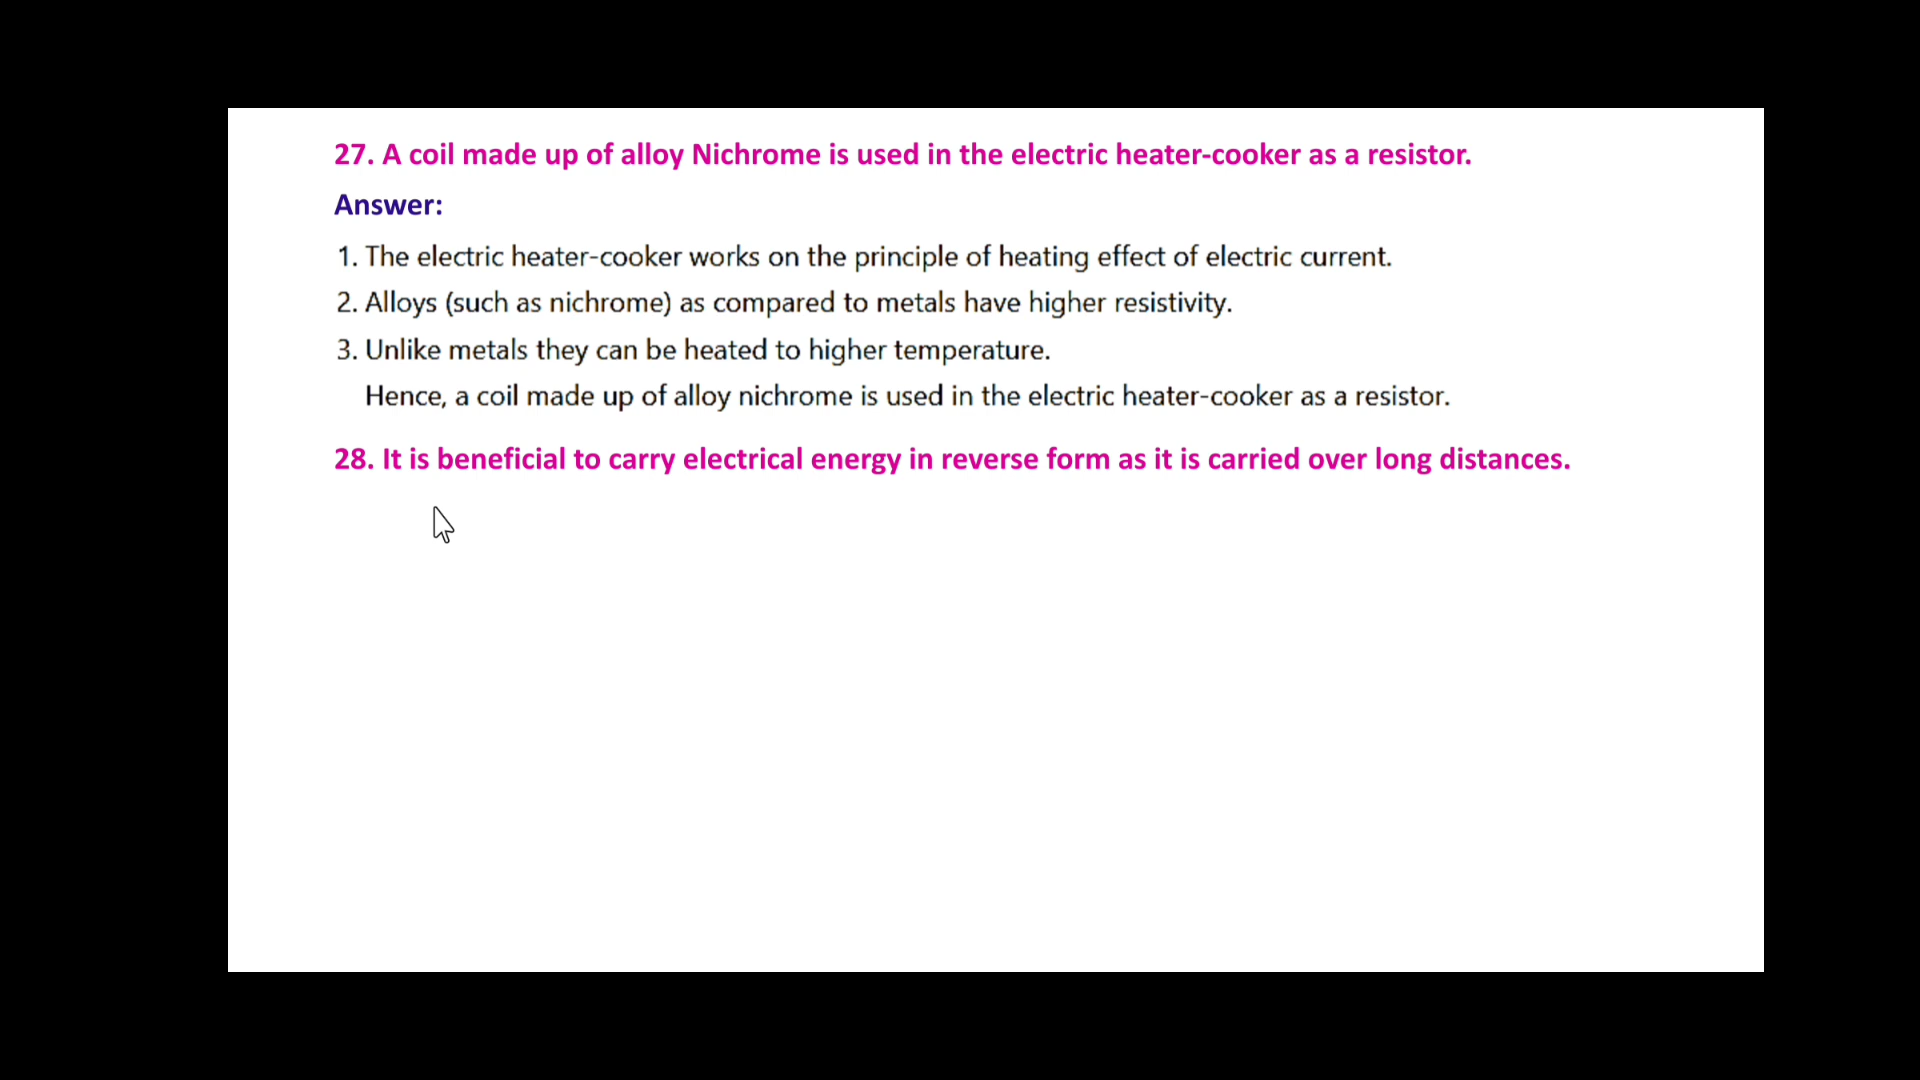 27. A coil made up of alloy Nichrome is used in the electric heater-cooker as a resistor.
Answer:
1. The electric heater-cooker works on the principle of heating effect of electric current.
2. Alloys (such as nichrome) as compared to metals have higher resistivity.
3. Unlike metals they can be heated to higher temperature.
Hence, a coil made up of alloy nichrome is used in the electric heater-cooker as a resistor.
28. It is beneficial to carry electrical energy in reverse form as it is carried over long distances.